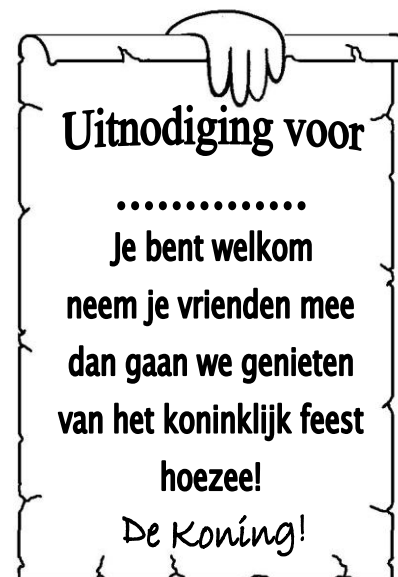 Uitnodiging voor
..............
Je bent welkom
neem je vrienden mee
dan gaan we genieten
van het koninklijk feest
hoezee!
De Koning!